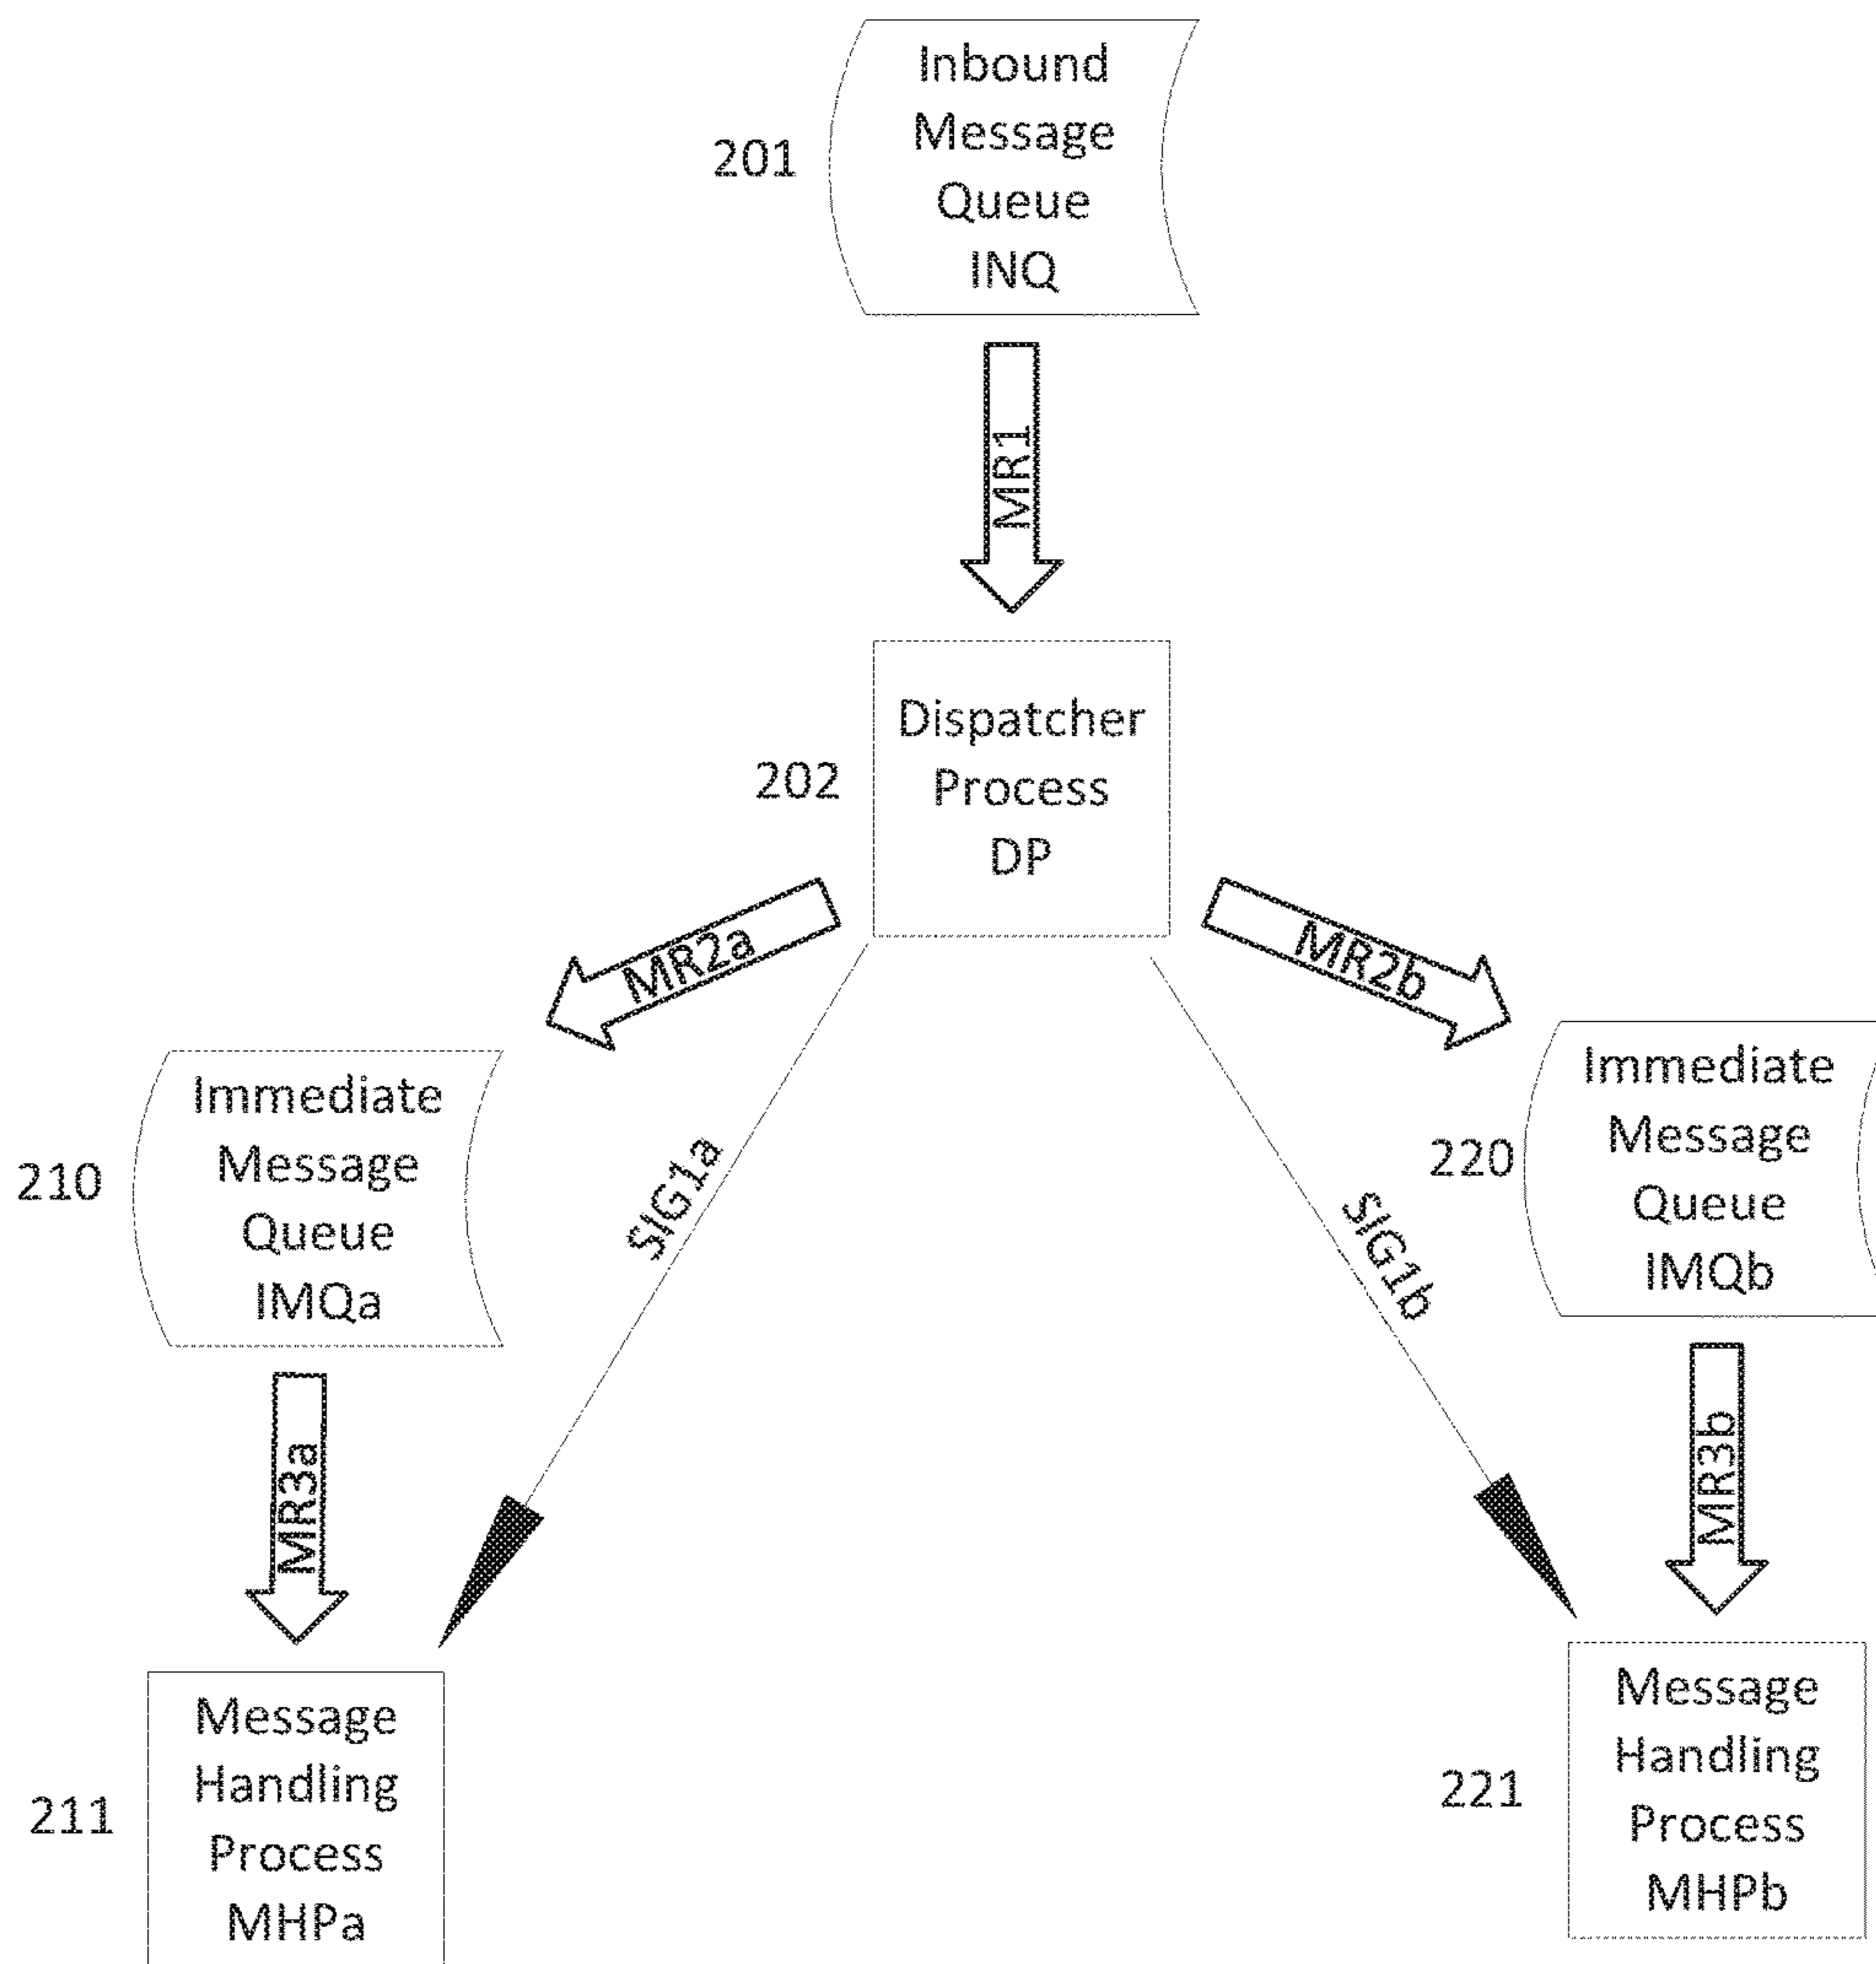 201
Inbound
Message
Queue
INQ
MR1
202
Dispatcher
Process
DP
MR2a
MR2b
210
Immediate
Message
Queue
IMQa
SIG1a
SIG1b
220
Immediate
Message
Queue
IMQb
MR3a
MR3b
211
Message
Handling
Process
MHPa
221
Message
Handling
Process
MHPb